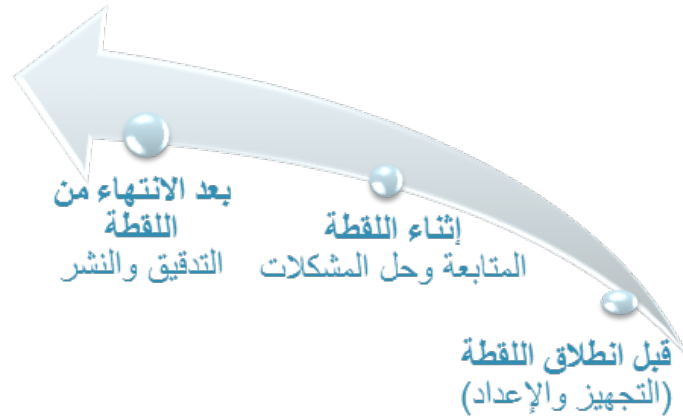 قبل انطلاق اللقطة
(التجهيز والإعداد)
إثناء اللقطة
المتابعة وحل المشكلات
بعد الانتهاء من
اللقطة
التدقيق والنشر